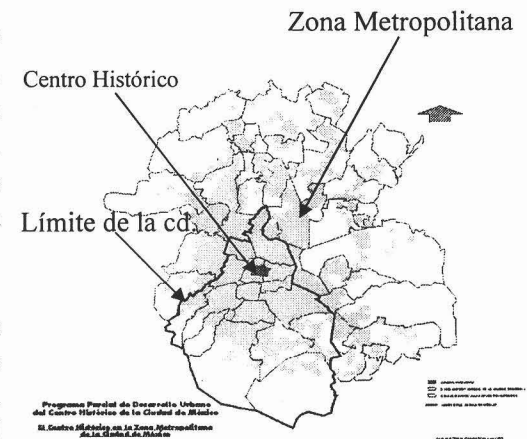 Zona Metropolitana
Centro Histórico
Límite de la cd.
Programa Parcial de Desarrollo Urbano
del Centro Histórico de la Ciudad de México
El Centro Histórico en la Zona Metropolitana
de la Ciudad de México